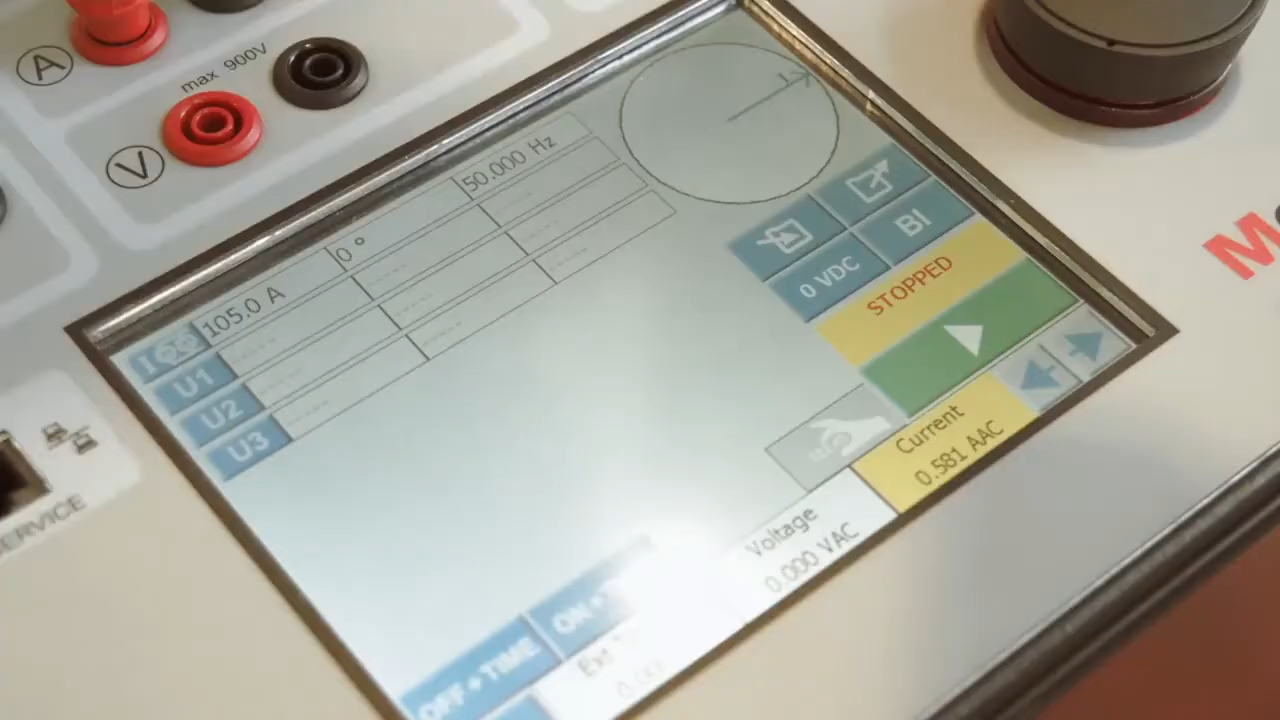 A
max 900V
V
105.0 A
0 °
50.000 Hz
I
I
U1
-----
-----
-----
U2
-----
-----
-----
U3
-----
-----
-----
0 VDC
BI
STOPPED
Current
0.581 AAC
Voltage
0.000 VAC
OFF+TIME
ON+
Ext
SERVICE
M